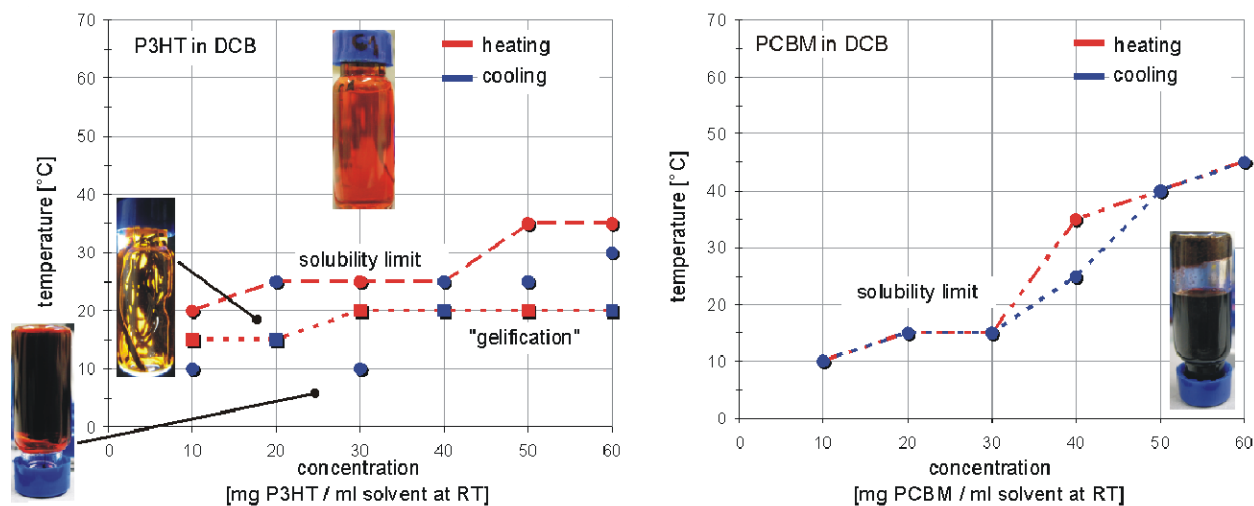 P3HT in DCB
heating
cooling
temperature [°C]
70
60
50
40
30
20
10
0
solubility limit
"gelification"
0 10 20 30 40 50 60
concentration
[mg P3HT / ml solvent at RT]
PCBM in DCB
heating
cooling
temperature [°C]
70
60
50
40
30
20
10
0
solubility limit
0 10 20 30 40 50 60
concentration
[mg PCBM / ml solvent at RT]